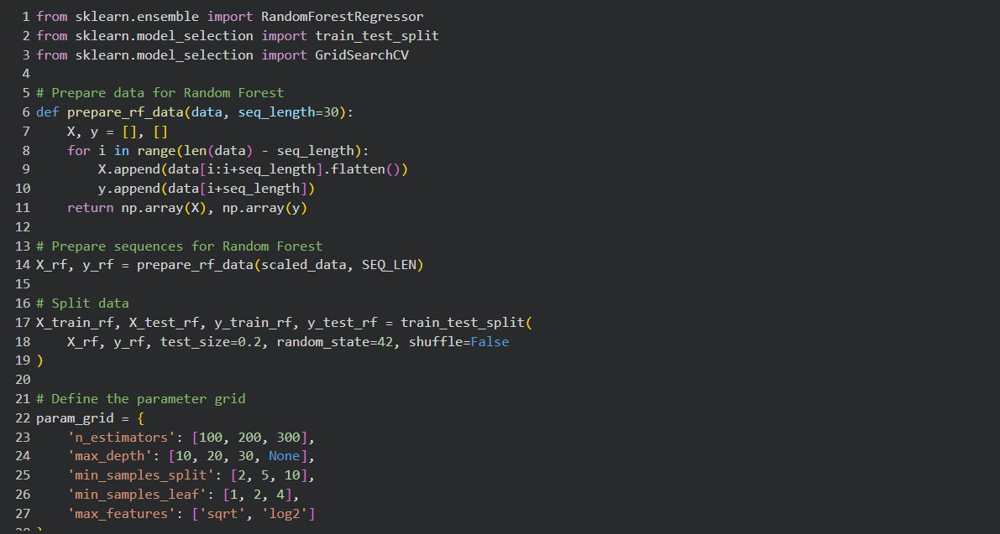 1 from sklearn.ensemble import RandomForestRegressor
2 from sklearn.model_selection import train_test_split
3 from sklearn.model_selection import GridSearchCV
4
5 # Prepare data for Random Forest
6 def prepare_rf_data(data, seq_length=30):
7     X, y = [], []
8     for i in range(len(data) - seq_length):
9         X.append(data[i:i+seq_length].flatten())
10         y.append(data[i+seq_length])
11     return np.array(X), np.array(y)
12
13 # Prepare sequences for Random Forest
14 X_rf, y_rf = prepare_rf_data(scaled_data, SEQ_LEN)
15
16 # Split data
17 X_train_rf, X_test_rf, y_train_rf, y_test_rf = train_test_split(
18     X_rf, y_rf, test_size=0.2, random_state=42, shuffle=False
19 )
20
21 # Define the parameter grid
22 param_grid = {
23     'n_estimators': [100, 200, 300],
24     'max_depth': [10, 20, 30, None],
25     'min_samples_split': [2, 5, 10],
26     'min_samples_leaf': [1, 2, 4],
27     'max_features': ['sqrt', 'log2']